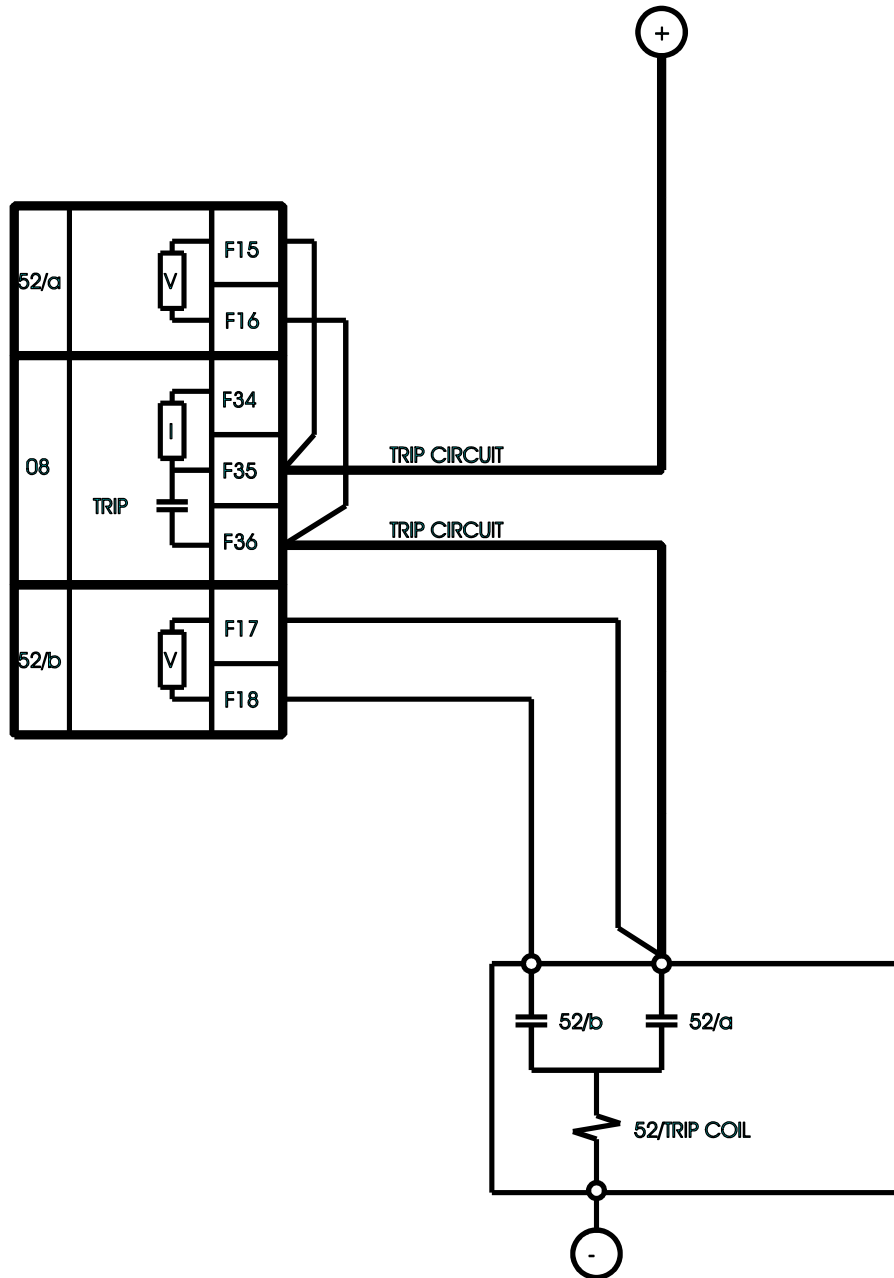 +
F15
52/a
V
F16
F34
I
TRIP CIRCUIT
08
F35
TRIP
TRIP CIRCUIT
F36
F17
52/b
V
F18
52/b
52/a
52/TRIP COIL
-